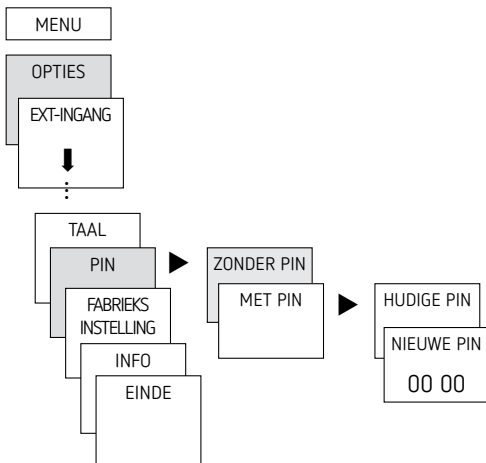 MENU
OPTIES
EXT-INGANG
TAAL
PIN
ZONDER PIN
MET PIN
HUDIGE PIN
NIEUWE PIN
00 00
FABRIEKS
INSTELLING
INFO
EINDE